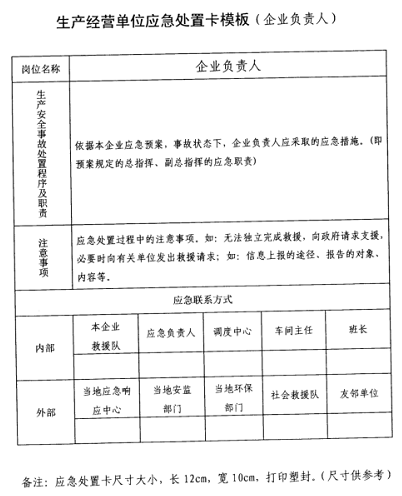 生产经营单位应急处置卡模板（企业负责人）
岗位名称 企业负责人
生产安全事故处置程序及职责
依据本企业应急预案，事故状态下，企业负责人应采取的应急措施。（即
预案规定的总指挥、副总指挥的应急职责）
注意事项
应急处置过程中的注意事项。如：无法独立完成救援，向政府请求支援，
必要时向有关单位发出救援请求；如：信息上报的途径、报告的对象、
内容等。
应急联系方式
内部
本企业
救援队
应急负责人
调度中心
车间主任
班长
外部
当地应急响
应中心
当地安监
部门
当地环保
部门
社会救援队
友邻单位
备注：应急处置卡尺寸大小，长 12cm，宽 10cm，打印塑封。（尺寸供参考）